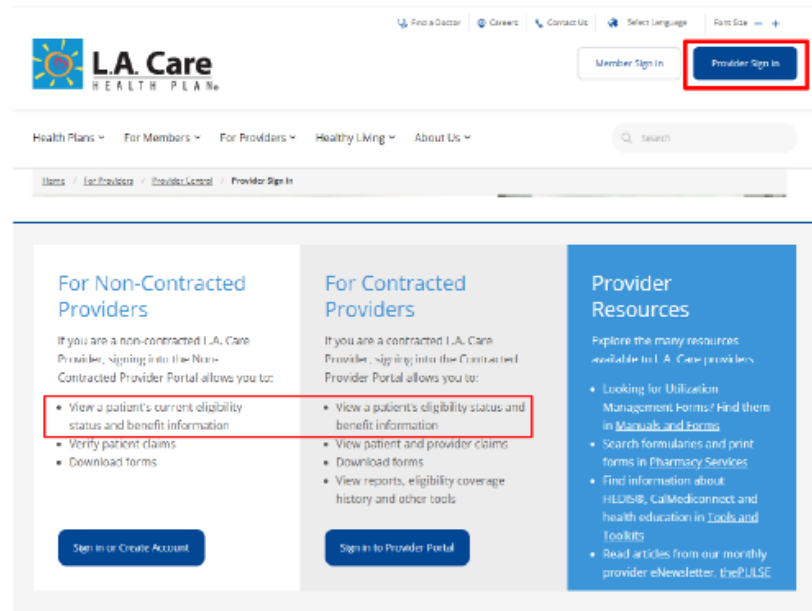 Find a Doctor Careers Contact Us Select Language Font Size — +
L.A. Care
HEALTH PLAN®
Member Sign In Provider Sign In
Health Plans For Members For Providers Healthy Living About Us Search
Home / For Providers / Provider Central / Provider Sign In
For Non-Contracted
Providers
If you are a non-contracted L.A. Care
Provider, signing into the Non-
Contracted Provider Portal allows you to:
• View a patient's current eligibility
status and benefit information
• Verify patient claims
• Download forms
Sign in or Create Account
For Contracted
Providers
If you are a contracted L.A. Care
Provider, signing into the Contracted
Provider Portal allows you to:
• View a patient's eligibility status and
benefit information
• View patient and provider claims
• Download forms
• View reports, eligibility coverage
history and other tools
Sign in to Provider Portal
Provider
Resources
Explore the many resources
available to L.A. Care providers
• Looking for Utilization
Management Forms? Find them
in Manuals and Forms
• Search formularies and print
forms in Pharmacy Services
• Find information about
HEDIS®, CalMediconnect and
health education in Tools and
Toolkits
• Read articles from our monthly
provider eNewsletter, thePULSE